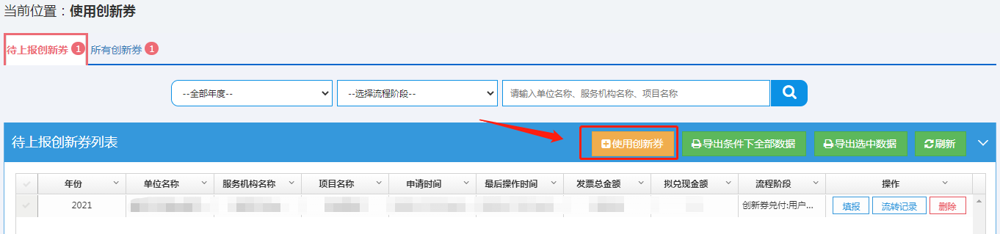 当前位置：使用创新券
待上报创新券 1 所有创新券 1
--全部年度-- --选择流程阶段-- 请输入单位名称、服务机构名称、项目名称
待上报创新券列表 使用创新券 导出条件下全部数据 导出选中数据 刷新
年份 单位名称 服务机构名称 项目名称 申请时间 最后操作时间 发票总金额 拟兑现金额 流程阶段 操作
2021 创新券兑付:用户... 填报 流转记录 删除